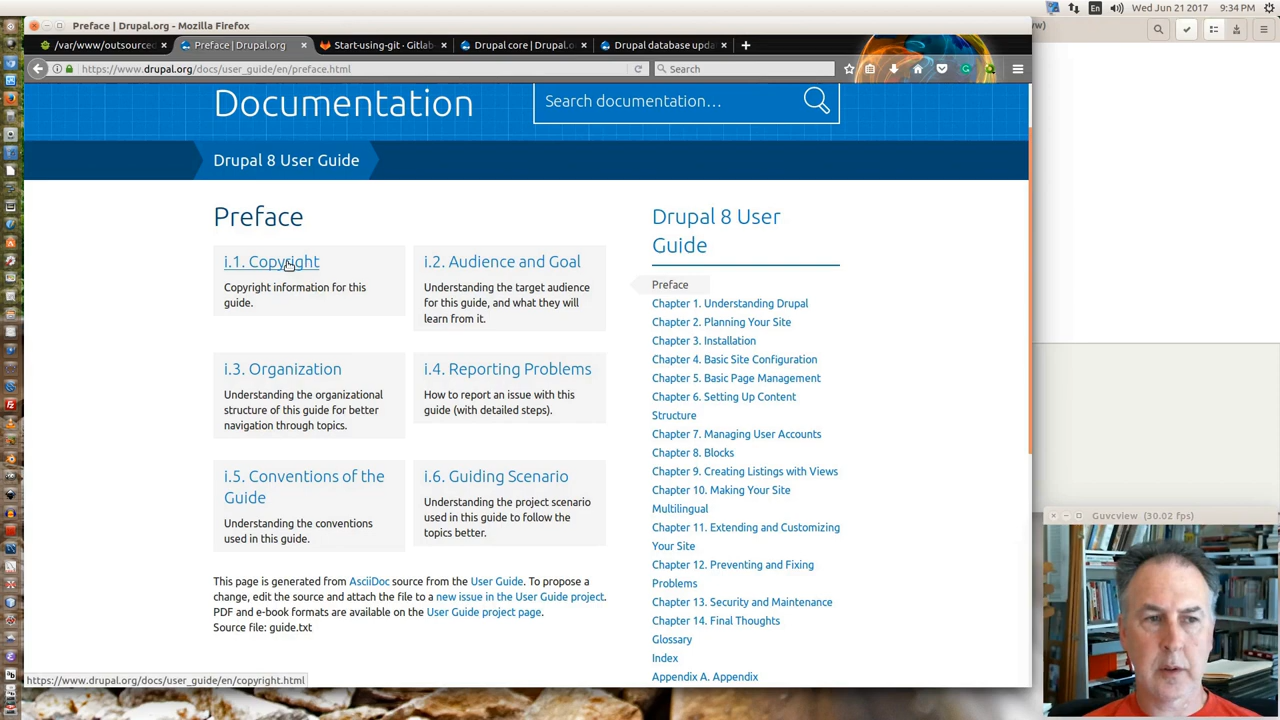 Preface | Drupal.org - Mozilla Firefox
En
Wed Jun 21 2017
9:34 PM
/var/www/outsourced
Preface | Drupal.org
Start-using-git · Gitlab
Drupal core | Drupal.o
Drupal database upda
https://www.drupal.org/docs/user_guide/en/preface.html
Search
Documentation
Search documentation…
Drupal 8 User Guide
Preface
i.1. Copyright
Copyright information for this
guide.
i.2. Audience and Goal
Understanding the target audience
for this guide, and what they will
learn from it.
i.3. Organization
Understanding the organizational
structure of this guide for better
navigation through topics.
i.4. Reporting Problems
How to report an issue with this
guide (with detailed steps).
i.5. Conventions of the
Guide
Understanding the conventions
used in this guide.
i.6. Guiding Scenario
Understanding the project scenario
used in this guide to follow the
topics better.
This page is generated from AsciiDoc source from the User Guide. To propose a
change, edit the source and attach the file to a new issue in the User Guide project.
PDF and e-book formats are available on the User Guide project page.
Source file: guide.txt
Drupal 8 User
Guide
Preface
Chapter 1. Understanding Drupal
Chapter 2. Planning Your Site
Chapter 3. Installation
Chapter 4. Basic Site Configuration
Chapter 5. Basic Page Management
Chapter 6. Setting Up Content
Structure
Chapter 7. Managing User Accounts
Chapter 8. Blocks
Chapter 9. Creating Listings with Views
Chapter 10. Making Your Site
Multilingual
Chapter 11. Extending and Customizing
Your Site
Chapter 12. Preventing and Fixing
Problems
Chapter 13. Security and Maintenance
Chapter 14. Final Thoughts
Glossary
Index
Appendix A. Appendix
https://www.drupal.org/docs/user_guide/en/copyright.html
Guvcview (30.02 fps)